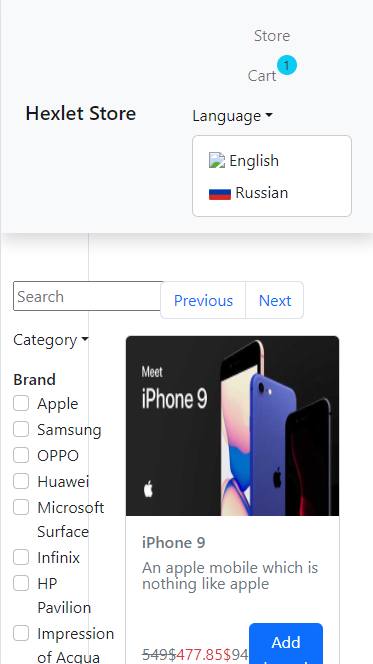 Store
Cart 1
Hexlet Store
Language
English
Russian
Search
Previous Next
Category
Brand
Apple
Samsung
OPPO
Huawei
Microsoft
Surface
Infinix
HP
Pavilion
Impression
of Acqua
Meet
iPhone 9
iPhone 9
An apple mobile which is
nothing like apple
549$477.85$94
Add